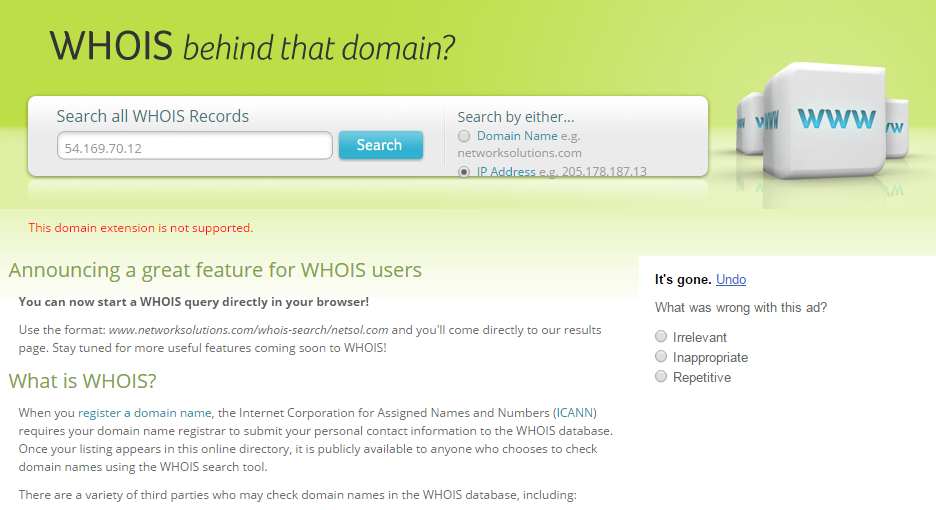 WHOIS behind that domain?
Search all WHOIS Records
54.169.70.12
Search
Search by either...
Domain Name e.g.
networksolutions.com
IP Address e.g. 205.178.187.13
www
This domain extension is not supported.
Announcing a great feature for WHOIS users
You can now start a WHOIS query directly in your browser!
Use the format: www.networksolutions.com/whois-search/netsol.com and you'll come directly to our results
page. Stay tuned for more useful features coming soon to WHOIS!
What is WHOIS?
When you register a domain name, the Internet Corporation for Assigned Names and Numbers (ICANN)
requires your domain name registrar to submit your personal contact information to the WHOIS database.
Once your listing appears in this online directory, it is publicly available to anyone who chooses to check
domain names using the WHOIS search tool.
There are a variety of third parties who may check domain names in the WHOIS database, including:
It's gone. Undo
What was wrong with this ad?
Irrelevant
Inappropriate
Repetitive